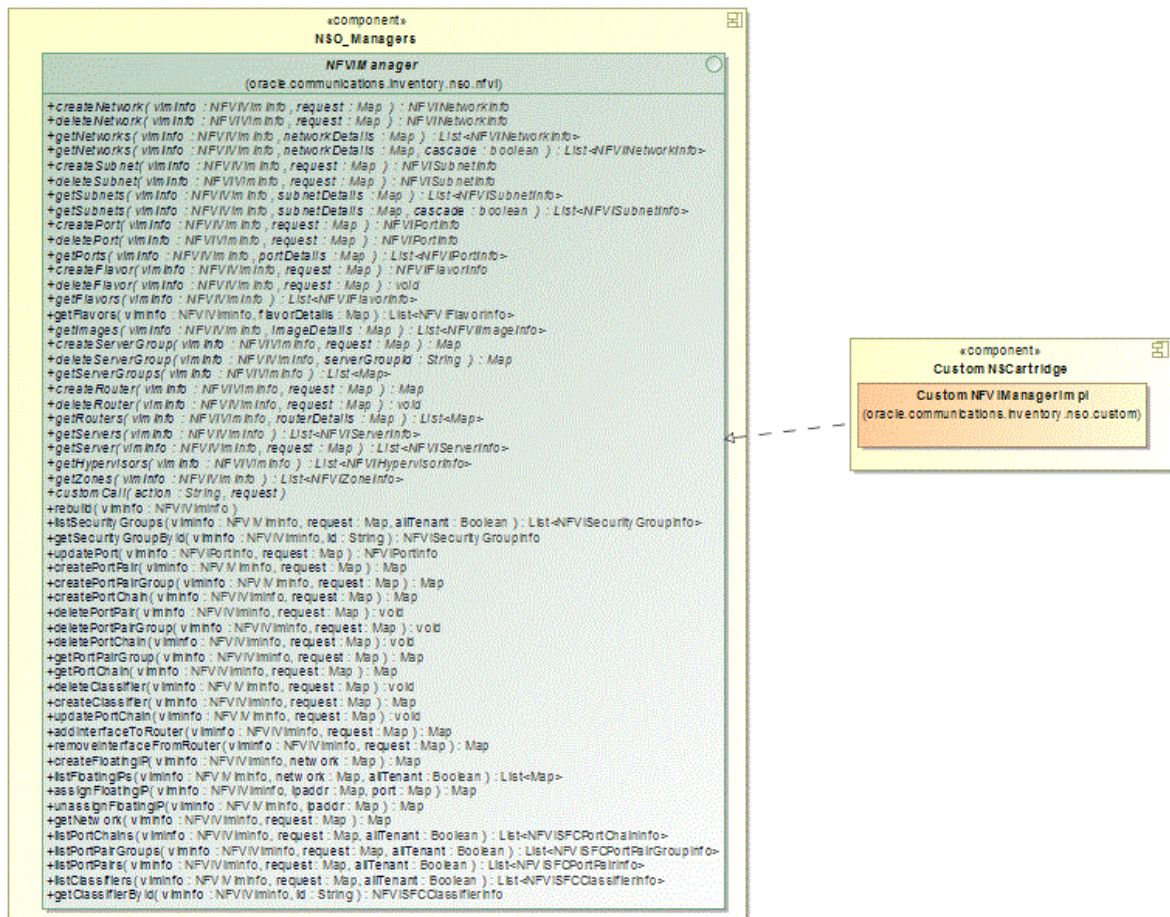 «component»
NSO_Managers
NFVIManager
(oracle.communications.inventory.nso.nfvi)
+createNetwork( vimInfo : NFVIVimInfo, request : Map ) : NFVINetworkInfo
+deleteNetwork( vimInfo : NFVIVimInfo, request : Map ) : NFVINetworkInfo
+getNetworks( vimInfo : NFVIVimInfo, networkDetails : Map ) : List<NFVINetworkInfo>
+getNetworks( vimInfo : NFVIVimInfo, networkDetails : Map, cascade : boolean ) : List<NFVINetworkInfo>
+createSubnet( vimInfo : NFVIVimInfo, request : Map ) : NFVISubnetInfo
+deleteSubnet( vimInfo : NFVIVimInfo, request : Map ) : NFVISubnetInfo
+getSubnets( vimInfo : NFVIVimInfo, subnetDetails : Map ) : List<NFVISubnetInfo>
+getSubnets( vimInfo : NFVIVimInfo, subnetDetails : Map, cascade : boolean ) : List<NFVISubnetInfo>
+createPort( vimInfo : NFVIVimInfo, request : Map ) : NFVIPortInfo
+deletePort( vimInfo : NFVIVimInfo, request : Map ) : NFVIPortInfo
+getPorts( vimInfo : NFVIVimInfo, portDetails : Map ) : List<NFVIPortInfo>
+createFlavor( vimInfo : NFVIVimInfo, request : Map ) : NFVIFlavorInfo
+deleteFlavor( vimInfo : NFVIVimInfo, request : Map ) : void
+getFlavors( vimInfo : NFVIVimInfo ) : List<NFVIFlavorInfo>
+getFlavors( vimInfo : NFVIVimInfo, flavorDetails : Map ) : List<NFVIFlavorInfo>
+getImages( vimInfo : NFVIVimInfo, imageDetails : Map ) : List<NFVIImageInfo>
+createServerGroup( vimInfo : NFVIVimInfo, request : Map ) : Map
+deleteServerGroup( vimInfo : NFVIVimInfo, serverGroupId : String ) : Map
+getServerGroups( vimInfo : NFVIVimInfo ) : List<Map>
+createRouter( vimInfo : NFVIVimInfo, request : Map ) : Map
+deleteRouter( vimInfo : NFVIVimInfo, request : Map ) : void
+getRouters( vimInfo : NFVIVimInfo, routerDetails : Map ) : List<Map>
+getServers( vimInfo : NFVIVimInfo ) : List<NFVIServerInfo>
+getServer( vimInfo : NFVIVimInfo, request : Map ) : List<NFVIServerInfo>
+getHypervisors( vimInfo : NFVIVimInfo ) : List<NFVIHypervisorInfo>
+getZones( vimInfo : NFVIVimInfo ) : List<NFVIZoneInfo>
+customCall( action : String, request )
+rebuild( vimInfo : NFVIVimInfo )
+listSecurityGroups( vimInfo : NFVIVimInfo, request : Map, allTenant : Boolean ) : List<NFVISecurityGroupInfo>
+getSecurityGroupById( vimInfo : NFVIVimInfo, id : String ) : NFVISecurityGroupInfo
+updatePort( vimInfo : NFVIPortInfo, request : Map ) : NFVIPortInfo
+createPortPair( vimInfo : NFVIVimInfo, request : Map ) : Map
+createPortPairGroup( vimInfo : NFVIVimInfo, request : Map ) : Map
+createPortChain( vimInfo : NFVIVimInfo, request : Map ) : Map
+deletePortPair( vimInfo : NFVIVimInfo, request : Map ) : void
+deletePortPairGroup( vimInfo : NFVIVimInfo, request : Map ) : void
+deletePortChain( vimInfo : NFVIVimInfo, request : Map ) : void
+getPortPairGroup( vimInfo : NFVIVimInfo, request : Map ) : Map
+getPortChain( vimInfo : NFVIVimInfo, request : Map ) : Map
+deleteClassifier( vimInfo : NFVIVimInfo, request : Map ) : void
+createClassifier( vimInfo : NFVIVimInfo, request : Map ) : Map
+updatePortChain( vimInfo : NFVIVimInfo, request : Map ) : void
+addInterfaceToRouter( vimInfo : NFVIVimInfo, request : Map ) : Map
+removeInterfaceFromRouter( vimInfo : NFVIVimInfo, request : Map ) : Map
+createFloatingIP( vimInfo : NFVIVimInfo, network : Map ) : Map
+listFloatingIPs( vimInfo : NFVIVimInfo, network : Map, allTenant : Boolean ) : List<Map>
+assignFloatingIP( vimInfo : NFVIVimInfo, ipaddr : Map, port : Map ) : Map
+unassignFloatingIP( vimInfo : NFVIVimInfo, ipaddr : Map ) : Map
+getNetwork( vimInfo : NFVIVimInfo, request : Map ) : Map
+listPortChains( vimInfo : NFVIVimInfo, request : Map, allTenant : Boolean ) : List<NFVISFCPortChainInfo>
+listPortPairGroups( vimInfo : NFVIVimInfo, request : Map, allTenant : Boolean ) : List<NFVISFCPortPairGroupInfo>
+listPortPairs( vimInfo : NFVIVimInfo, request : Map, allTenant : Boolean ) : List<NFVISFCPortPairInfo>
+listClassifiers( vimInfo : NFVIVimInfo, request : Map, allTenant : Boolean ) : List<NFVISFCClassifierInfo>
+getClassifierById( vimInfo : NFVIVimInfo, id : String ) : NFVISFCClassifierInfo
«component»
Custom NSCartridge
Custom NFVIManagerImpl
(oracle.communications.inventory.nso.custom)